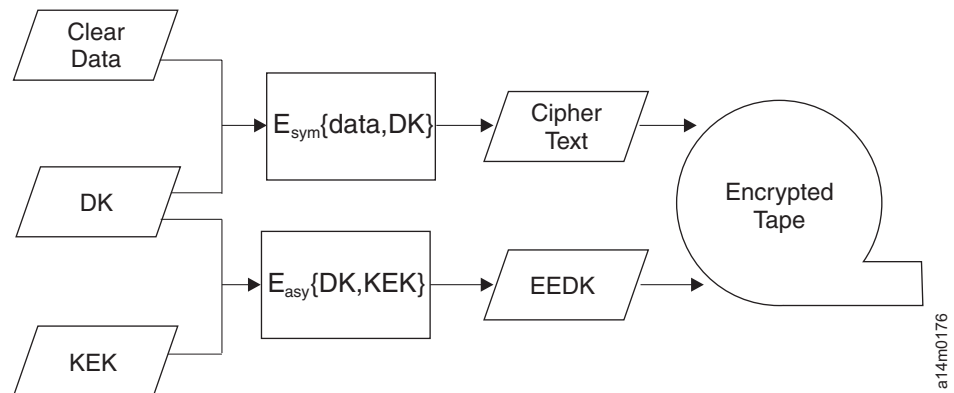 Clear
Data
E_sym{data,DK}
Cipher
Text
DK
Encrypted
Tape
E_asy{DK,KEK}
EEDK
KEK
a14m0176